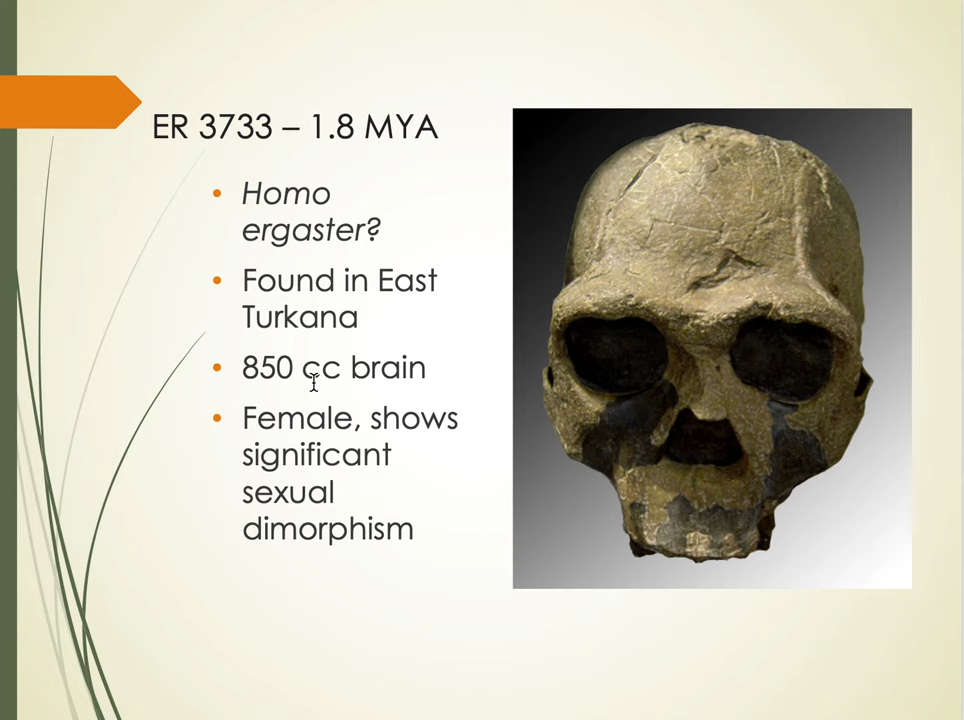 ER 3733 – 1.8 MYA
• Homo
ergaster?
• Found in East
Turkana
• 850 cc brain
• Female, shows
significant
sexual
dimorphism